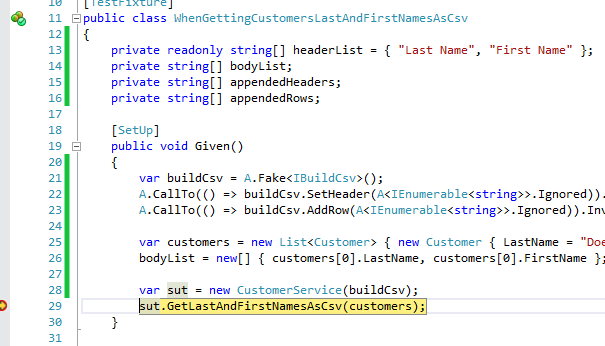 10 [TestFixture]
11 public class WhenGettingCustomersLastAndFirstNamesAsCsv
12 {
13 private readonly string[] headerList = { "Last Name", "First Name" };
14 private string[] bodyList;
15 private string[] appendedHeaders;
16 private string[] appendedRows;
17
18 [SetUp]
19 public void Given()
20 {
21 var buildCsv = A.Fake<IBuildCsv>();
22 A.CallTo(() => buildCsv.SetHeader(A<IEnumerable<string>>.Ignored)).
23 A.CallTo(() => buildCsv.AddRow(A<IEnumerable<string>>.Ignored)).Inv
24
25 var customers = new List<Customer> { new Customer { LastName = "Doe
26 bodyList = new[] { customers[0].LastName, customers[0].FirstName };
27
28 var sut = new CustomerService(buildCsv);
29 sut.GetLastAndFirstNamesAsCsv(customers);
30 }
31